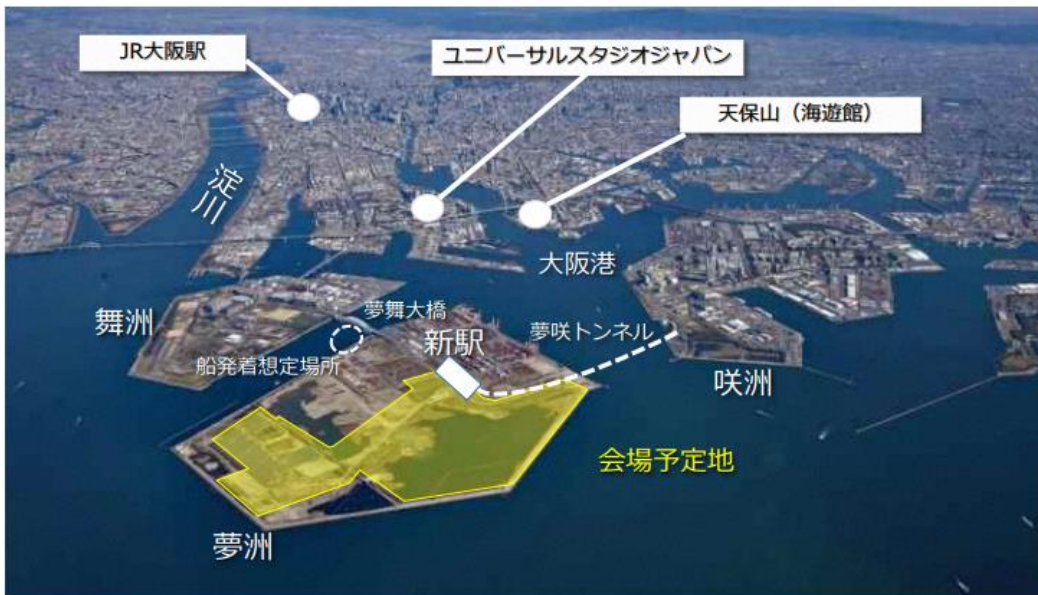 JR大阪駅
ユニバーサルスタジオジャパン
天保山（海遊館）
淀川
大阪港
舞洲
夢舞大橋
新駅
夢咲トンネル
船発着想定場所
咲洲
会場予定地
夢洲